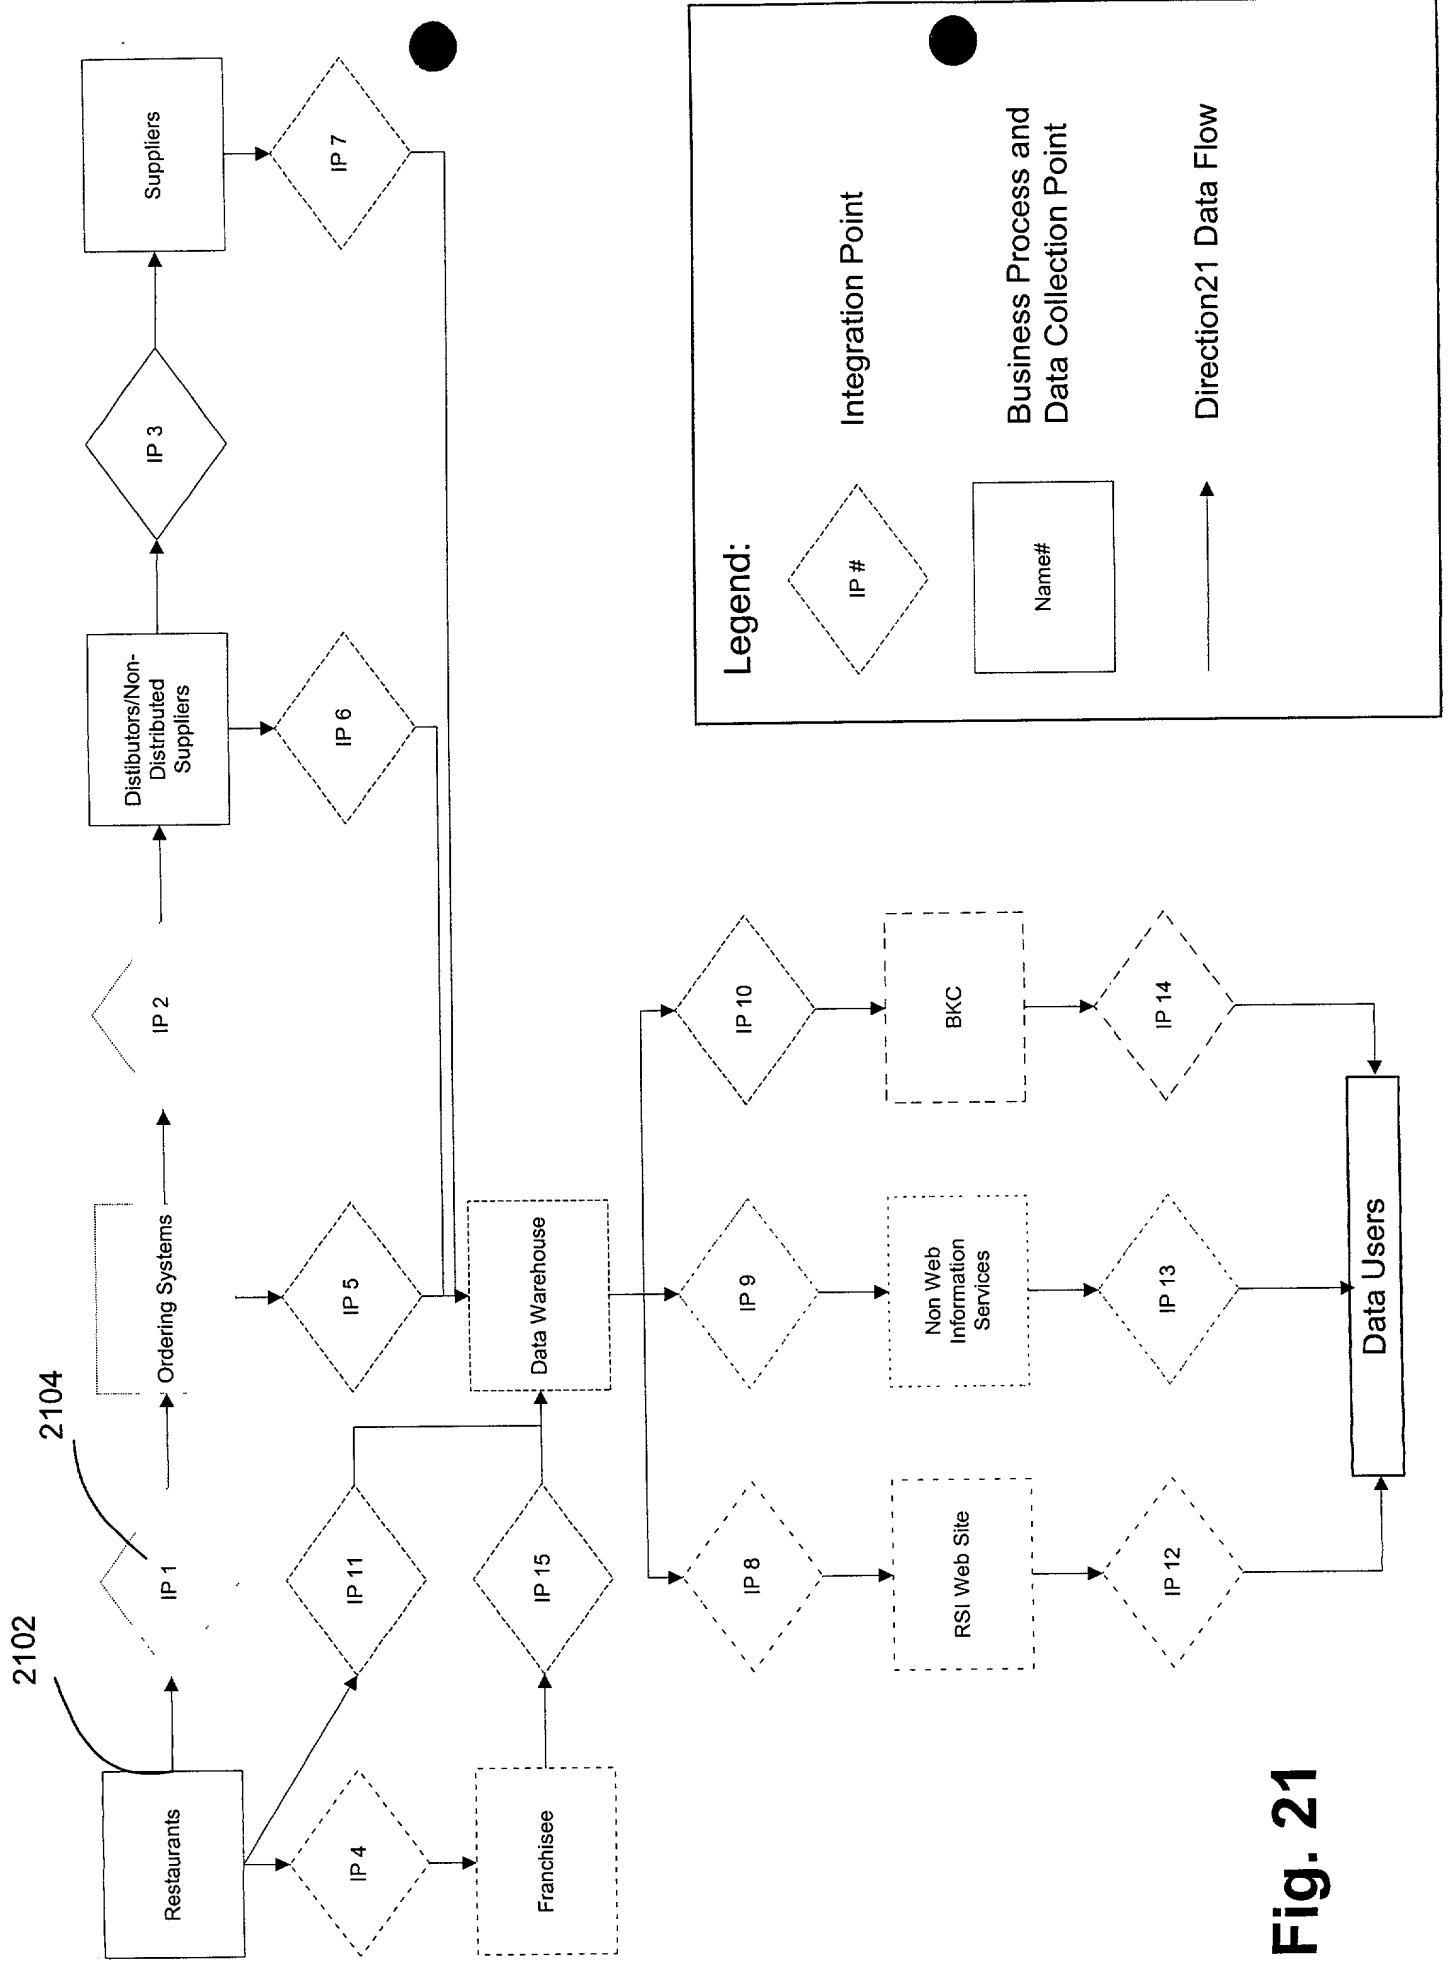 2102
2104
Restaurants
IP 1
Ordering Systems
IP 2
Distibutors/Non-
Distributed
Suppliers
IP 3
Suppliers
IP 4
IP 11
IP 5
IP 6
IP 7
Franchisee
IP 15
Data Warehouse
IP 8
IP 9
IP 10
RSI Web Site
Non Web
Information
Services
BKC
IP 12
IP 13
IP 14
Data Users
Legend:
IP #
Integration Point
Name#
Business Process and
Data Collection Point
Direction21 Data Flow
Fig. 21